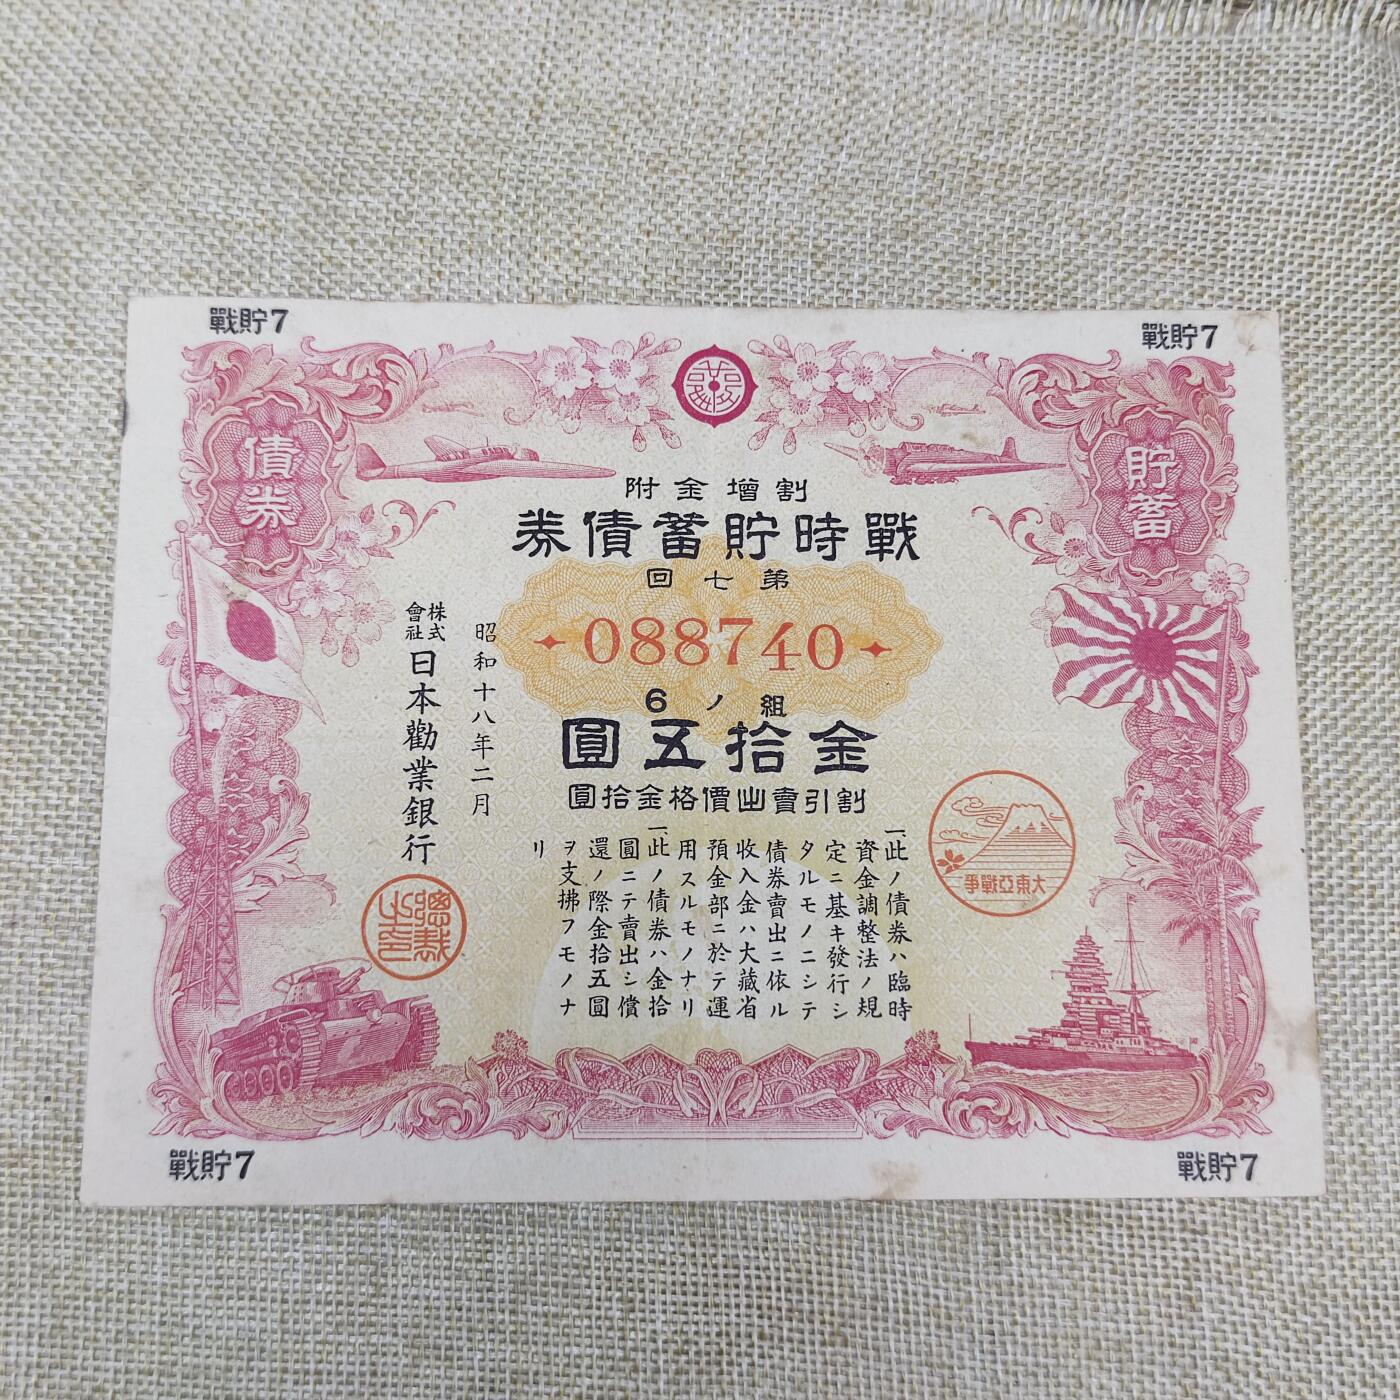 戰貯7
戰貯7
貯蓄
債券
割增金附
戰時貯蓄債券
第七回
088740
組ノ6
金拾五圓
割引賣出價格金拾圓
大東亞戰爭
一、此ノ債券ハ臨時
資金調整法ノ規
定ニ基キ發行シ
タルモノニシテ
債券賣出ニ依ル
收入金ハ大藏省
預金部ニ於テ運
用スルモノナリ
一、此ノ債券ハ金拾
圓ニテ賣出シ償
還ノ際金拾五圓
ヲ支拂フモノナ
リ
昭和十八年二月
株式會社日本勸業銀行
總裁之印
戰貯7
戰貯7